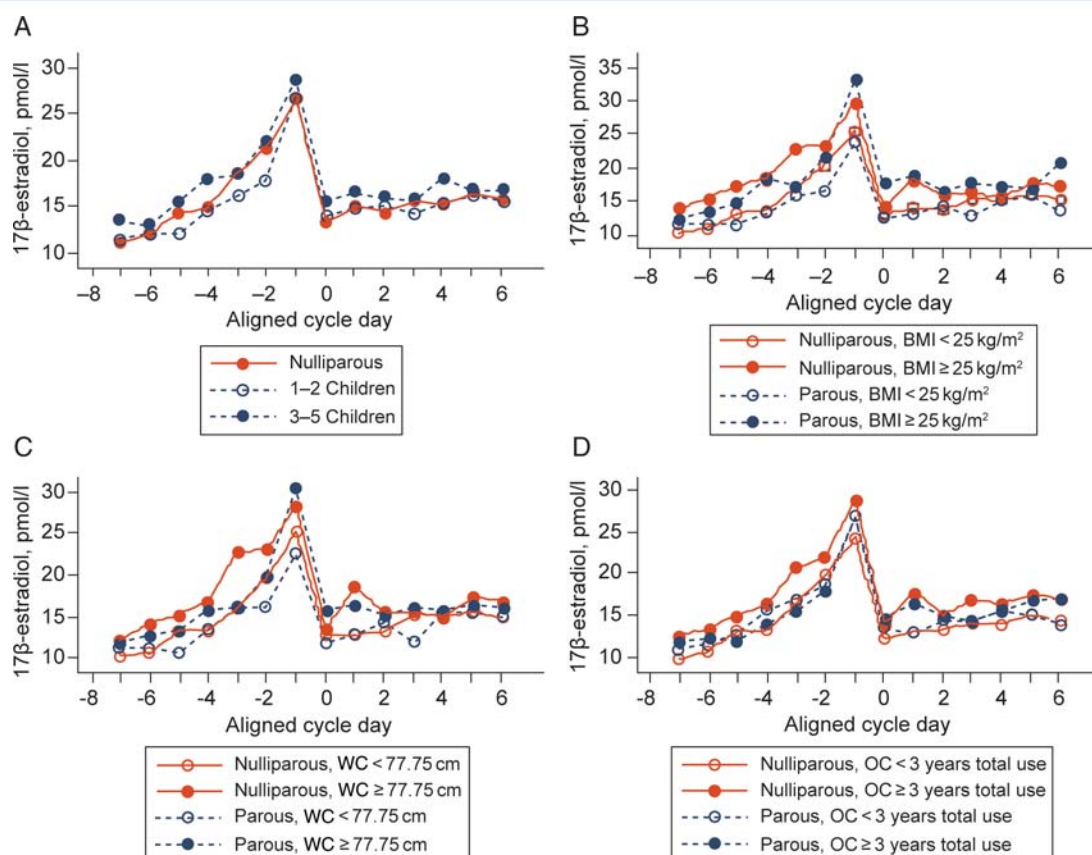 A
17β-estradiol, pmol/l
30
25
20
15
10
–8 –6 –4 –2 0 2 4 6
Aligned cycle day
Nulliparous
1–2 Children
3–5 Children
B
17β-estradiol, pmol/l
35
30
25
20
15
10
–8 –6 –4 –2 0 2 4 6
Aligned cycle day
Nulliparous, BMI < 25 kg/m²
Nulliparous, BMI ≥ 25 kg/m²
Parous, BMI < 25 kg/m²
Parous, BMI ≥ 25 kg/m²
C
17β-estradiol, pmol/l
30
25
20
15
10
-8 -6 -4 -2 0 2 4 6
Aligned cycle day
Nulliparous, WC < 77.75 cm
Nulliparous, WC ≥ 77.75 cm
Parous, WC < 77.75 cm
Parous, WC ≥ 77.75 cm
D
17β-estradiol, pmol/l
30
25
20
15
10
-8 -6 -4 -2 0 2 4 6
Aligned cycle day
Nulliparous, OC < 3 years total use
Nulliparous, OC ≥ 3 years total use
Parous, OC < 3 years total use
Parous, OC ≥ 3 years total use